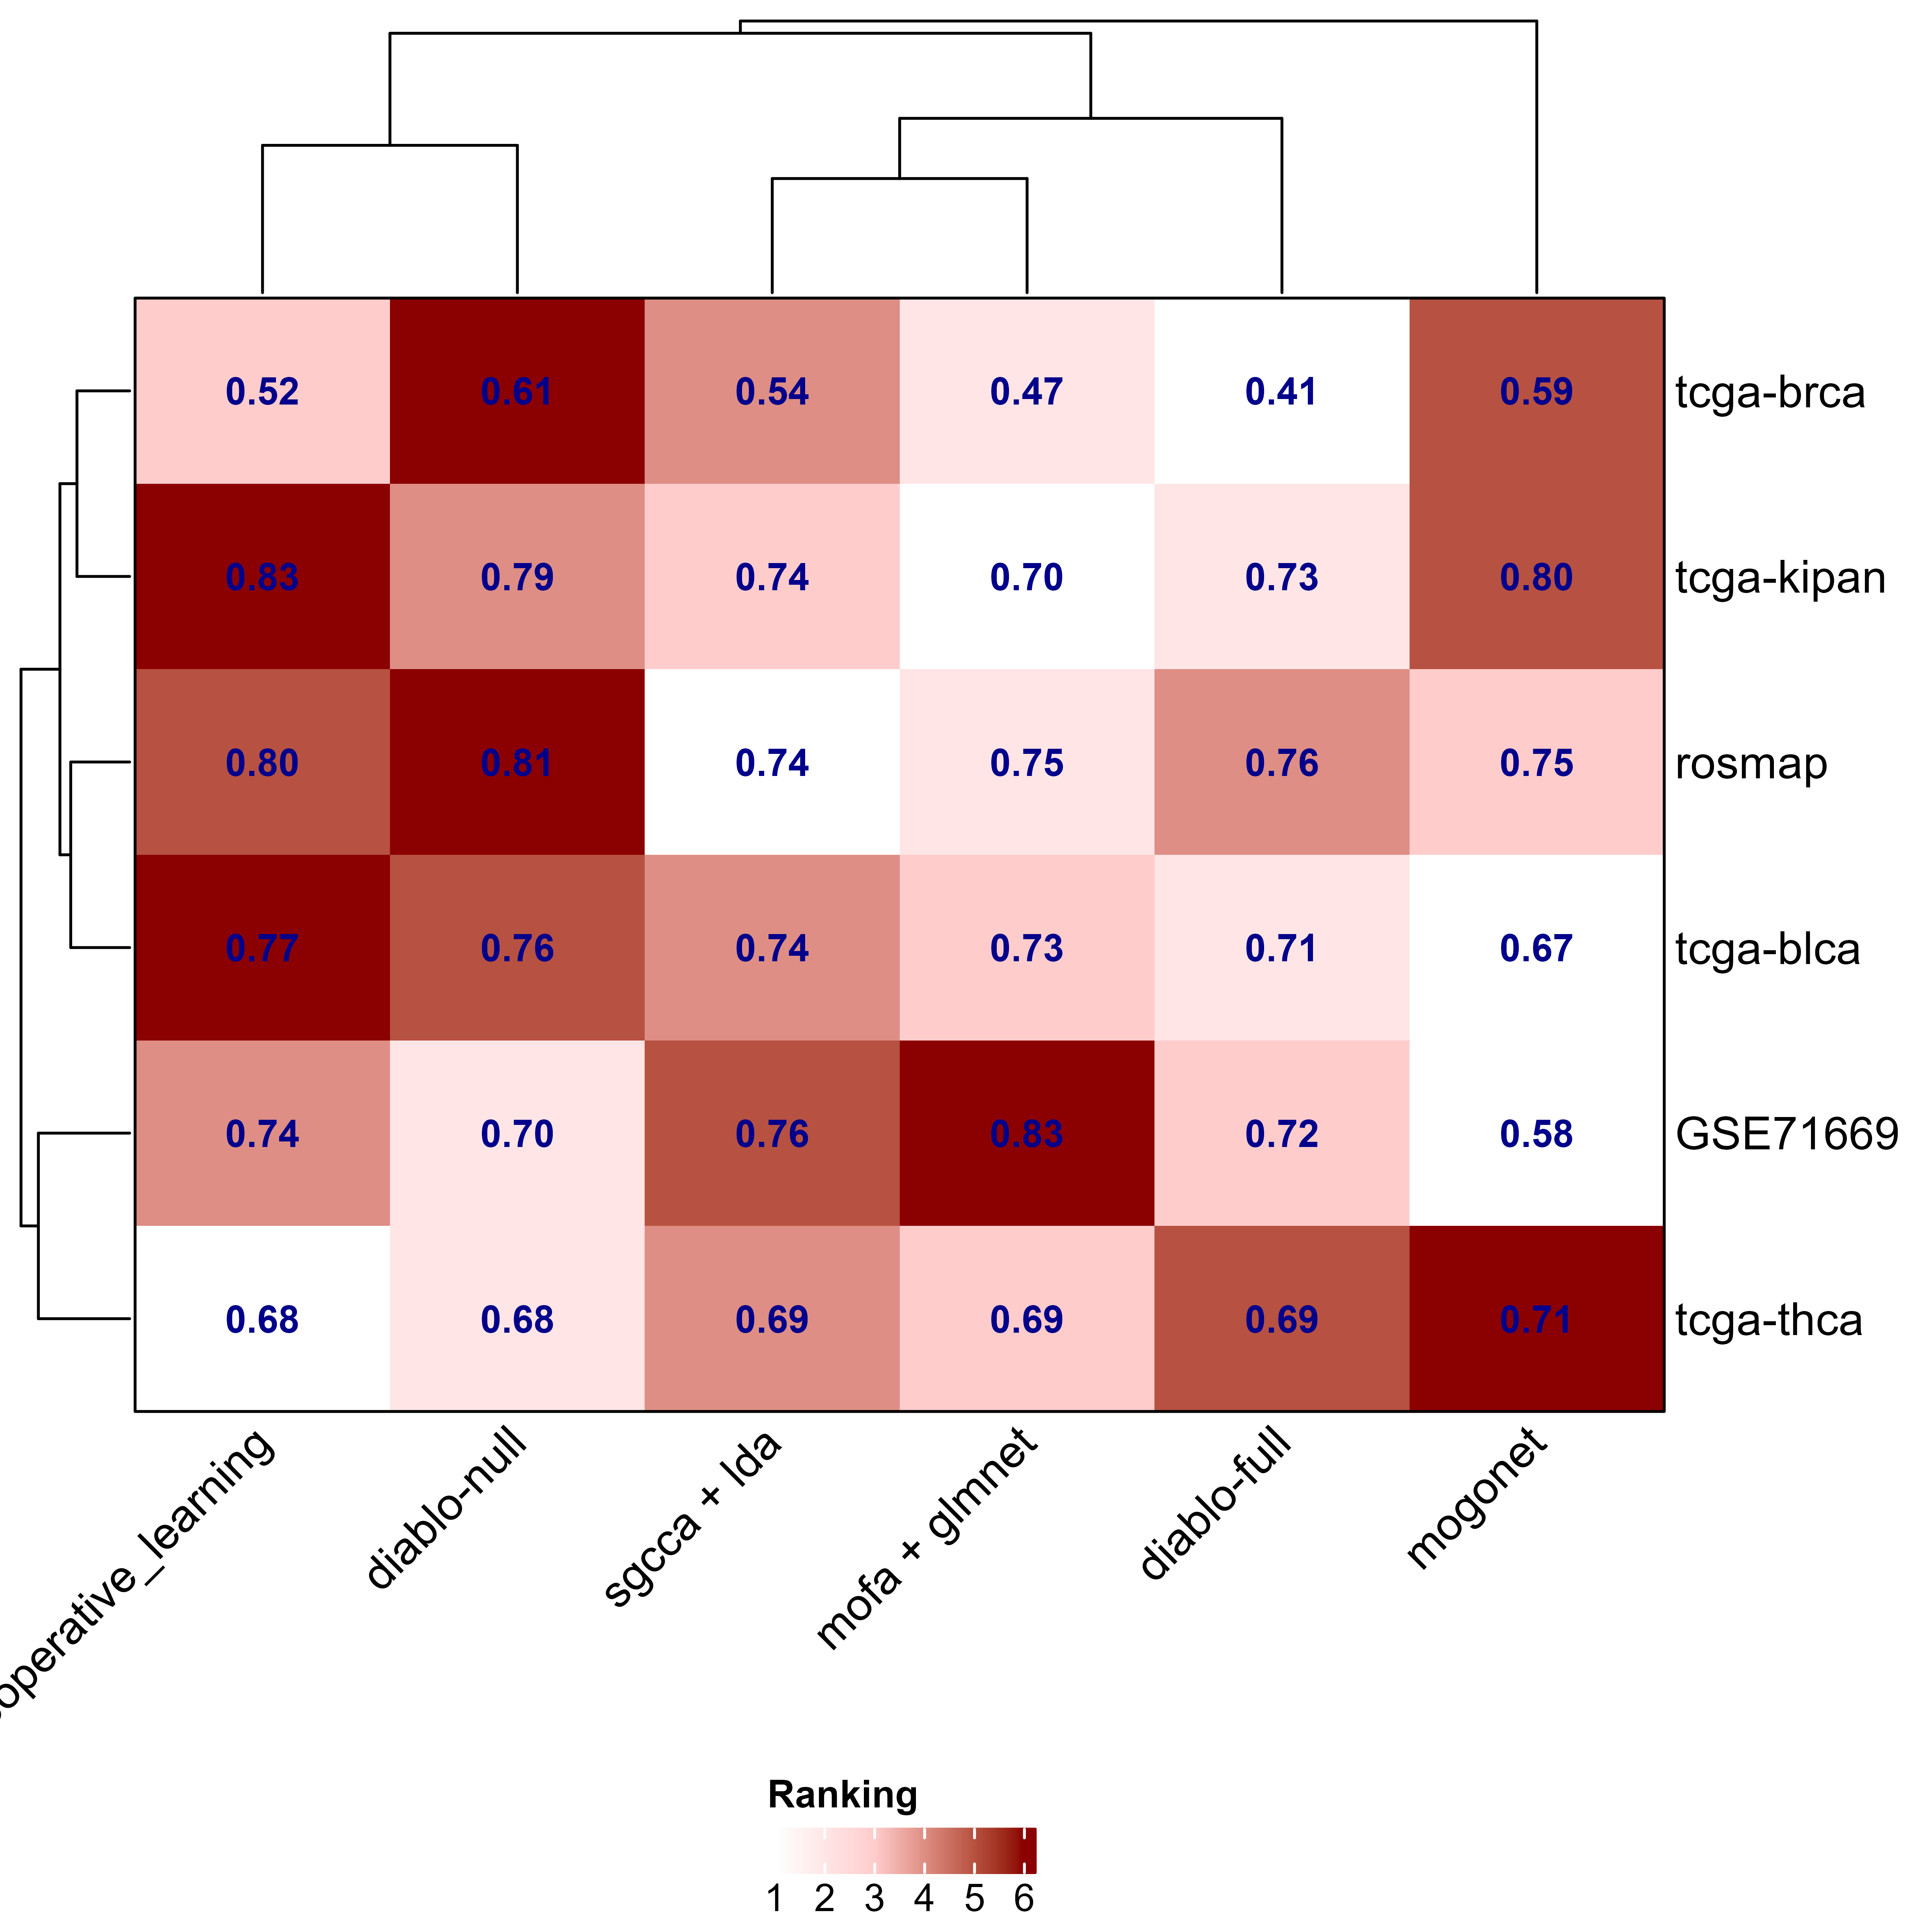 0.52 0.61 0.54 0.47 0.41 0.59 tcga-brca
0.83 0.79 0.74 0.70 0.73 0.80 tcga-kipan
0.80 0.81 0.74 0.75 0.76 0.75 rosmap
0.77 0.76 0.74 0.73 0.71 0.67 tcga-blca
0.74 0.70 0.76 0.83 0.72 0.58 GSE71669
0.68 0.68 0.69 0.69 0.69 0.71 tcga-thca
operative_learning
diablo-null
sgcca + lda
mofa + glmnet
diablo-full
mogonet
Ranking
1 2 3 4 5 6